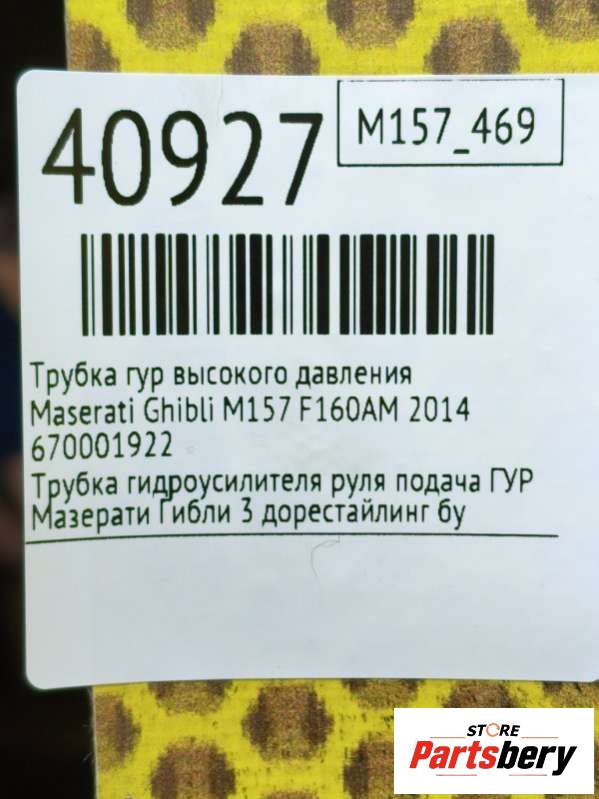 40927
M157_469
Трубка гур высокого давления
Maserati Ghibli M157 F160AM 2014
670001922
Трубка гидроусилителя руля подача ГУР
Мазерати Гибли 3 дорестайлинг бу
STORE
Partsbery